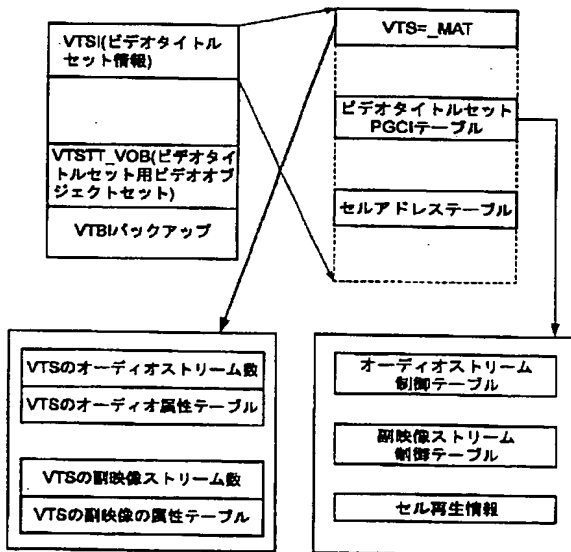 VTSI(ビデオタイトル
セット情報)
VTSTT_VOB(ビデオタイ
トルセット用ビデオオブ
ジェクトセット)
VTBIバックアップ
VTS=_MAT
ビデオタイトルセット
PGCIテーブル
セルアドレステーブル
VTSのオーディオストリーム数
VTSのオーディオ属性テーブル
VTSの副映像ストリーム数
VTSの副映像の属性テーブル
オーディオストリーム
制御テーブル
副映像ストリーム
制御テーブル
セル再生情報